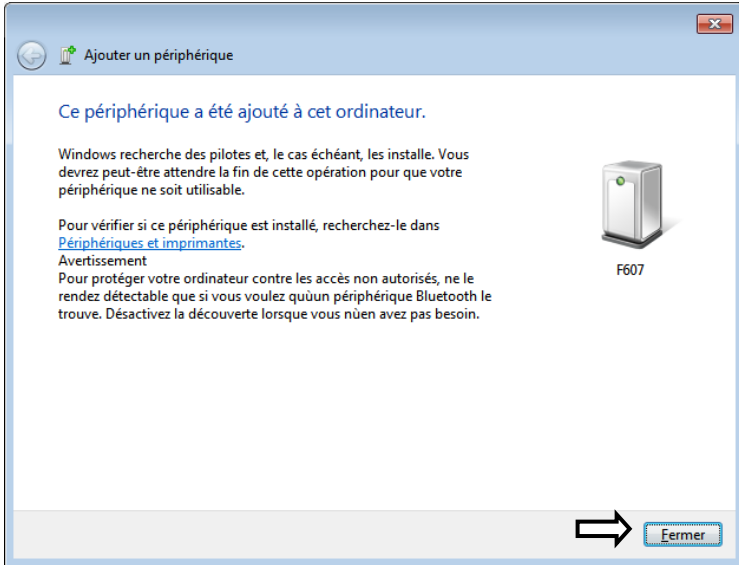 Ajouter un périphérique
Ce périphérique a été ajouté à cet ordinateur.
Windows recherche des pilotes et, le cas échéant, les installe. Vous
devrez peut-être attendre la fin de cette opération pour que votre
périphérique ne soit utilisable.
Pour vérifier si ce périphérique est installé, recherchez-le dans
Périphériques et imprimantes.
Avertissement
Pour protéger votre ordinateur contre les accès non autorisés, ne le
rendez détectable que si vous voulez quùun périphérique Bluetooth le
trouve. Désactivez la découverte lorsque vous nùen avez pas besoin.
F607
Fermer